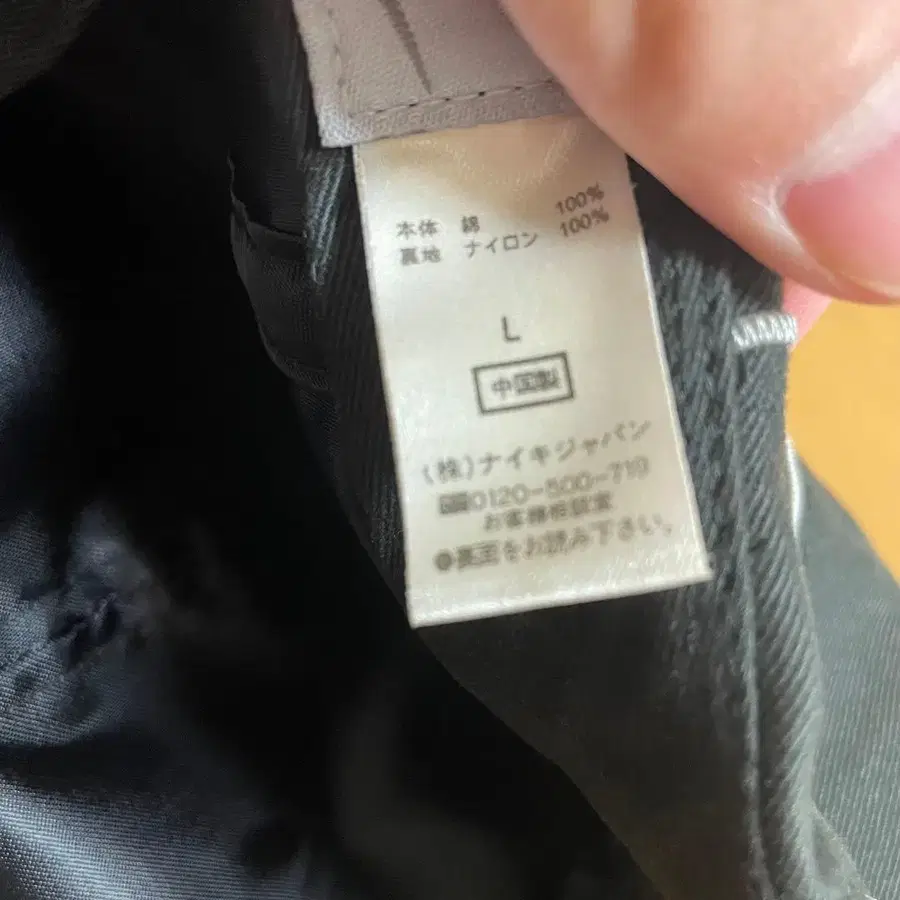 本体 綿 100%
裏地 ナイロン 100%
L
中国製
(株)ナイキジャパン
0120-500-719
お客様相談室
●裏面をお読み下さい。